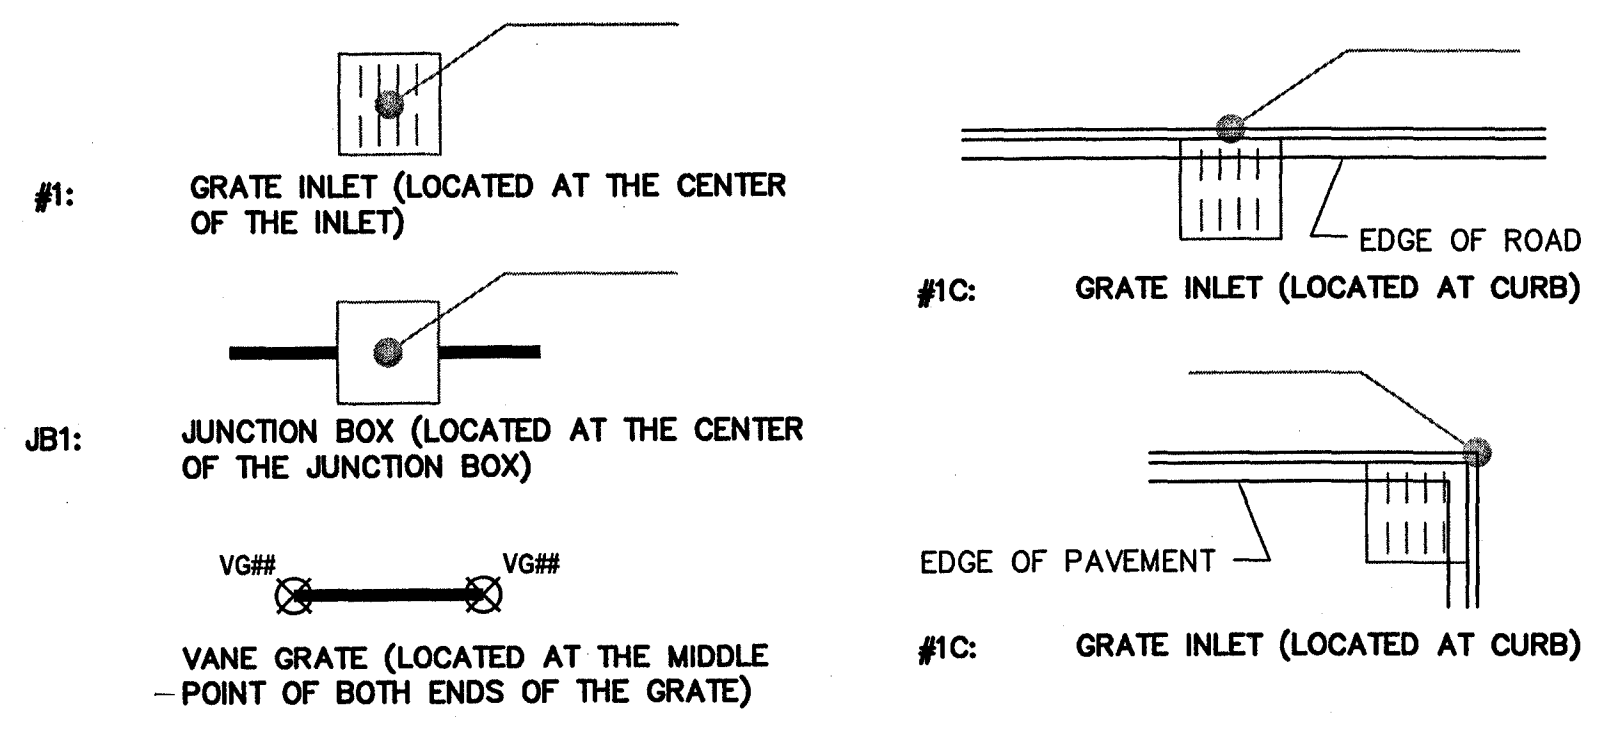 #1: GRATE INLET (LOCATED AT THE CENTER
OF THE INLET)
JB1: JUNCTION BOX (LOCATED AT THE CENTER
OF THE JUNCTION BOX)
VG## VG##
VANE GRATE (LOCATED AT THE MIDDLE
POINT OF BOTH ENDS OF THE GRATE)
EDGE OF ROAD
#1C: GRATE INLET (LOCATED AT CURB)
EDGE OF PAVEMENT
#1C: GRATE INLET (LOCATED AT CURB)